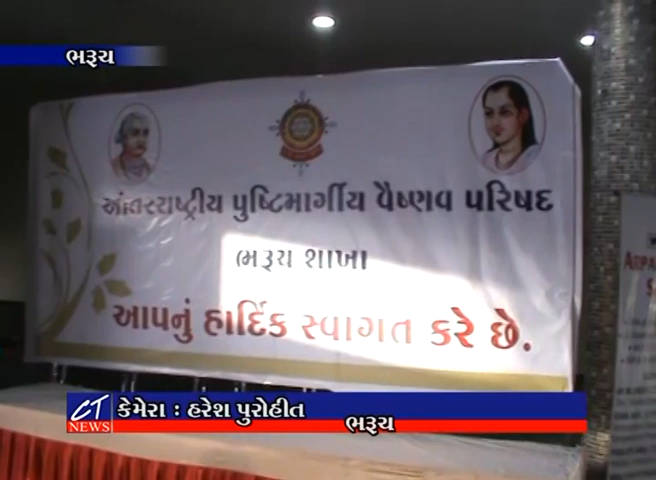 ભરૂચ
આંતરરાષ્ટ્રીય પુષ્ટિમાર્ગીય વૈષ્ણવ પરિષદ
ભરૂચ શાખા
આપનું હાર્દિક સ્વાગત કરે છે.
CT NEWS
કેમેરા : હરેશ પુરોહીત
ભરૂચ